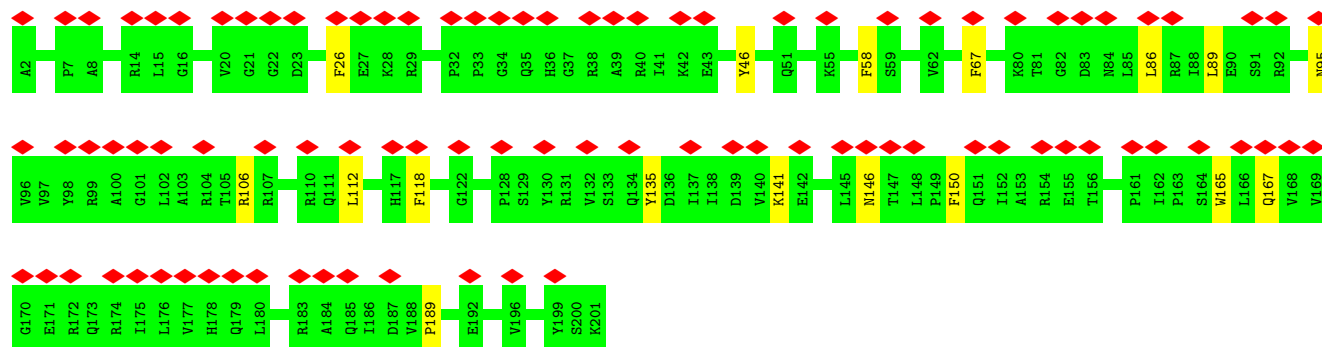 A2 P7 A8 R14 L15 G16 V20 G21 G22 D23 F26 E27 K28 R29 P32 P33 G34 Q35 H36 G37 R38 A39 R40 I41 K42 E43 Y46 Q51 K55 F58 S59 V62 F67 K80 T81 G82 D83 N84 L85 L86 R87 I88 L89 E90 S91 R92 N95
V96 V97 Y98 R99 A100 G101 L102 A103 R104 T105 R106 R107 R110 Q111 L112 H117 F118 G122 P128 S129 Y130 R131 V132 S133 Q134 Y135 D136 I137 I138 D139 V140 K141 E142 L145 N146 T147 L148 P149 F150 Q151 I152 A153 R154 E155 T156 P161 I162 P163 S164 W165 L166 Q167 V168 V169
G170 E171 R172 Q173 R174 I175 L176 V177 H178 Q179 L180 R183 A184 Q185 I186 D187 V188 P189 E192 V196 Y199 S200 K201